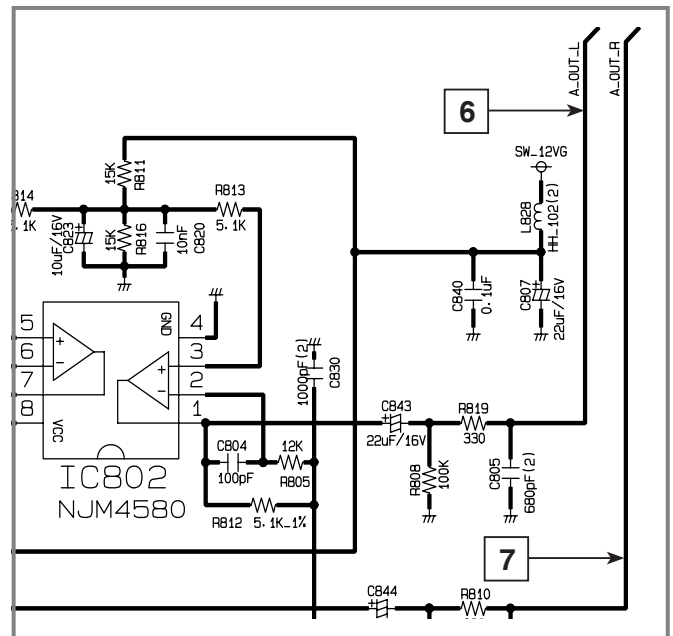 A_OUT_L
A_OUT_R
6
SW_12VG
L828
HH_102(2)
15K
R811
R813
5.1K
10uF/16V
C823
+
15K
R816
10nF
C820
C840
0.1uF
C807
+
22uF/16V
5
6
7
8
GND
4
3
2
1
+
-
+
-
VCC
1000pF(2)
C830
C843
+
22uF/16V
R819
330
C804
100pF
12K
R805
R808
100K
C805
680pF(2)
IC802
NJM4580
R812
5.1K_1%
7
C844
+
R810